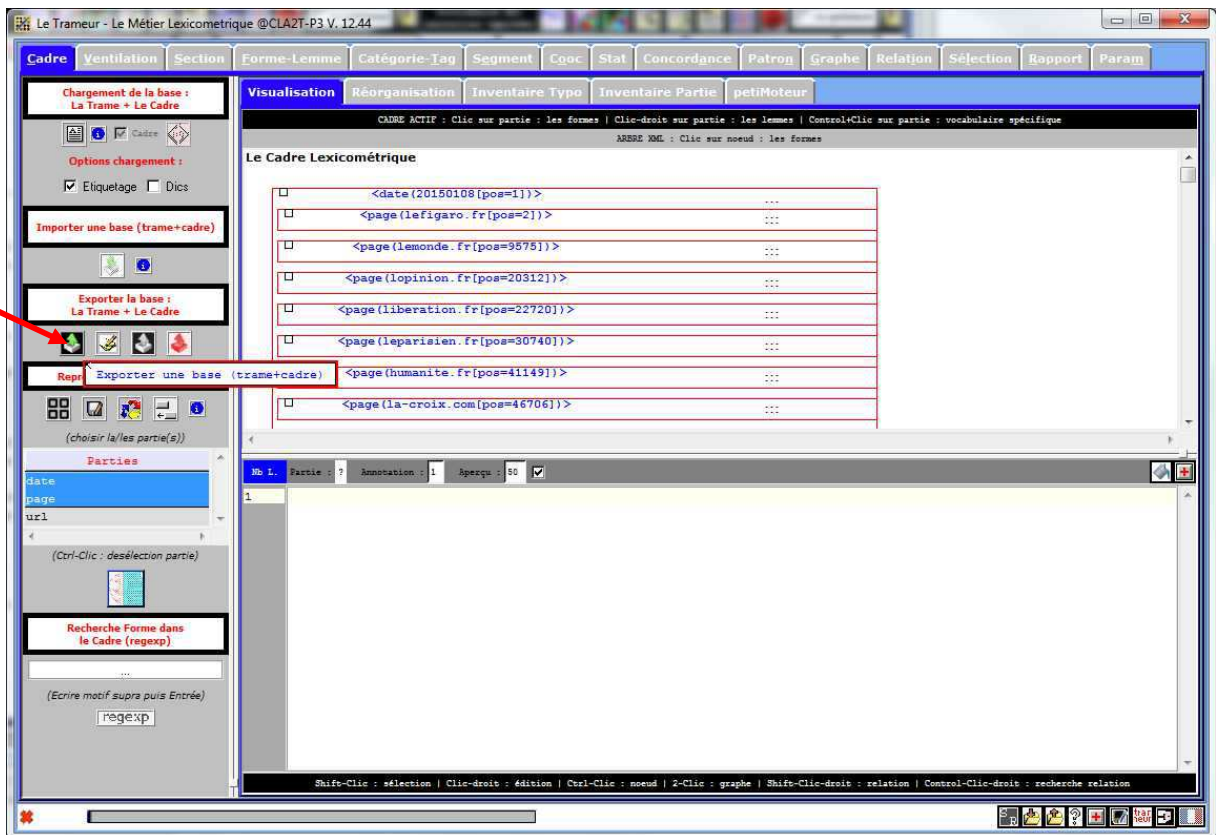 Le Trameur - Le Métier Lexicometrique @CLA2T-P3 V. 12.44
Cadre Ventilation Section Forme-Lemme Catégorie-Tag Segment Cooc Stat Concordance Patron Graphe Relation Sélection Rapport Param
Chargement de la base :
La Trame + Le Cadre
Cadre
Options chargement :
Etiquetage Dics
Importer une base (trame+cadre)
Exporter la base :
La Trame + Le Cadre
Exporter une base (trame+cadre)
Repr
(choisir la/les partie(s))
Parties
date
page
url
(Ctrl-Clic : desélection partie)
Recherche Forme dans
le Cadre (regexp)
...
(Ecrire motif supra puis Entrée)
regexp
Visualisation Réorganisation Inventaire Typo Inventaire Partie petiMoteur
CADRE ACTIF : Clic sur partie : les formes | Clic-droit sur partie : les lemmes | Control+Clic sur partie : vocabulaire spécifique
ARBRE XML : Clic sur noeud : les formes
Le Cadre Lexicométrique
<date(20150108[pos=1])> :::
<page(lefigaro.fr[pos=2])> :::
<page(lemonde.fr[pos=9575])> :::
<page(lopinion.fr[pos=20312])> :::
<page(liberation.fr[pos=22720])> :::
<page(leparisien.fr[pos=30740])> :::
<page(humanite.fr[pos=41149])> :::
<page(la-croix.com[pos=46706])> :::
Nb L. Partie : ? Annotation : 1 Aperçu : 50
1
Shift-Clic : sélection | Clic-droit : édition | Ctrl-Clic : noeud | 2-Clic : graphe | Shift-Clic-droit : relation | Control-Clic-droit : recherche relation